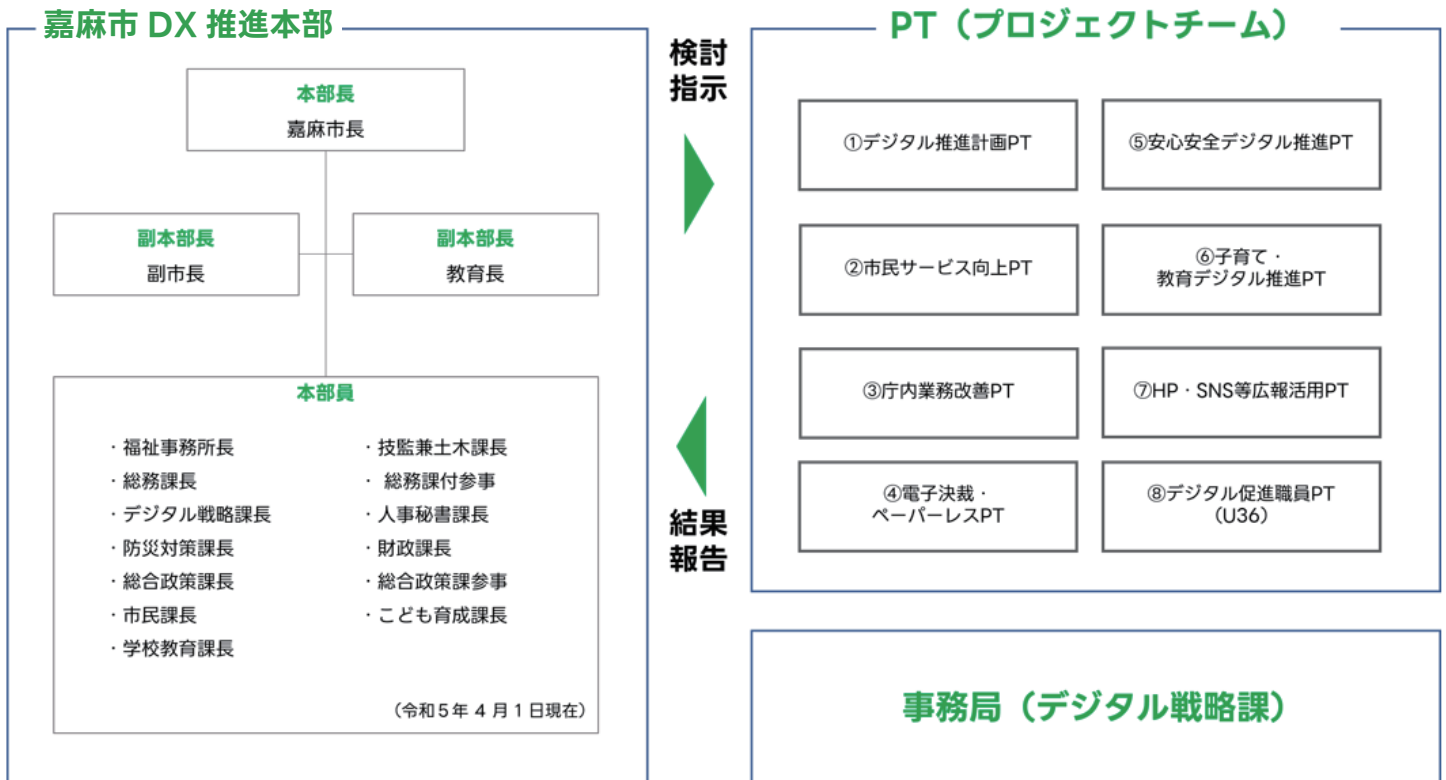 嘉麻市 DX 推進本部
本部長
嘉麻市長
副本部長
副市長
副本部長
教育長
本部員
・福祉事務所長
・総務課長
・デジタル戦略課長
・防災対策課長
・総合政策課長
・市民課長
・学校教育課長
・技監兼土木課長
・総務課付参事
・人事秘書課長
・財政課長
・総合政策課参事
・こども育成課長
（令和５年 ４ 月 １ 日現在）
検討
指示
結果
報告
PT（プロジェクトチーム）
①デジタル推進計画PT
②市民サービス向上PT
③庁内業務改善PT
④電子決裁・
ペーパーレスPT
⑤安心安全デジタル推進PT
⑥子育て・
教育デジタル推進PT
⑦HP・SNS等広報活用PT
⑧デジタル促進職員PT
（U36）
事務局（デジタル戦略課）